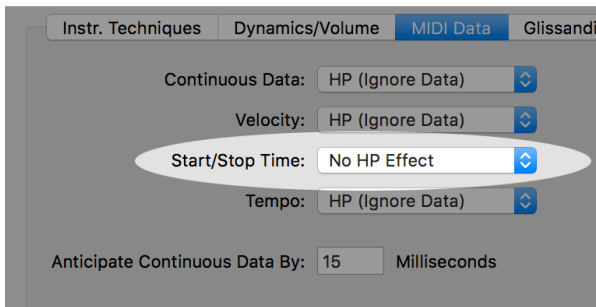 Instr. Techniques Dynamics/Volume MIDI Data Glissandi
Continuous Data: HP (Ignore Data)
Velocity: HP (Ignore Data)
Start/Stop Time: No HP Effect
Tempo: HP (Ignore Data)
Anticipate Continuous Data By: 15 Milliseconds